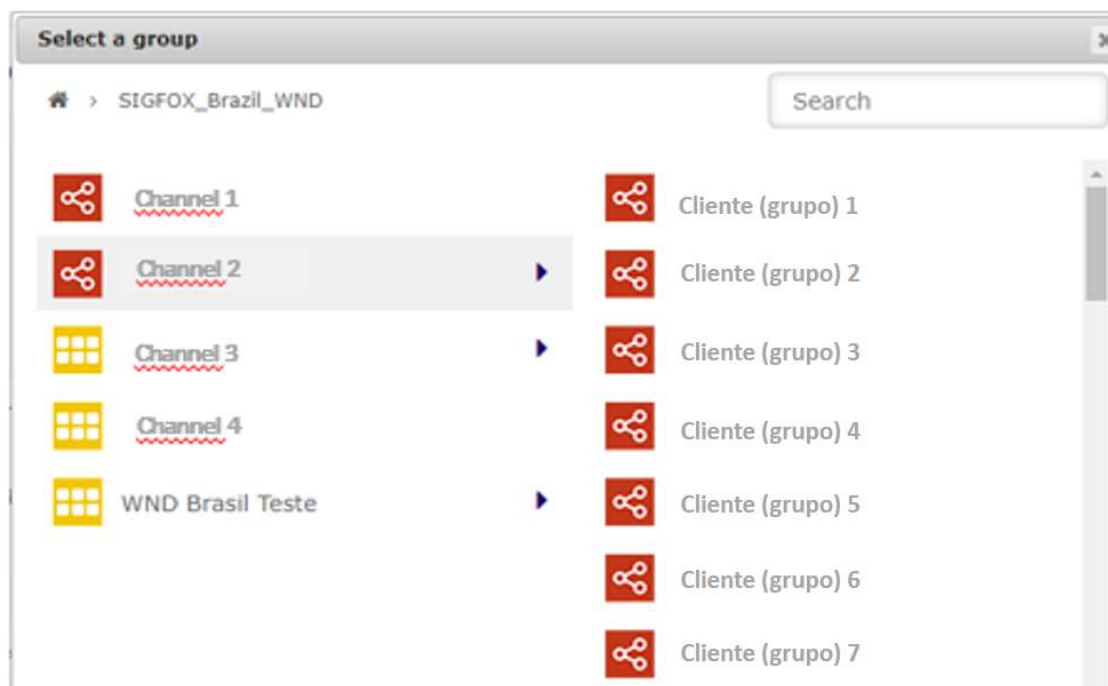 Select a group
SIGFOX_Brazil_WND
Search
Channel 1
Channel 2
Channel 3
Channel 4
WND Brasil Teste
Cliente (grupo) 1
Cliente (grupo) 2
Cliente (grupo) 3
Cliente (grupo) 4
Cliente (grupo) 5
Cliente (grupo) 6
Cliente (grupo) 7